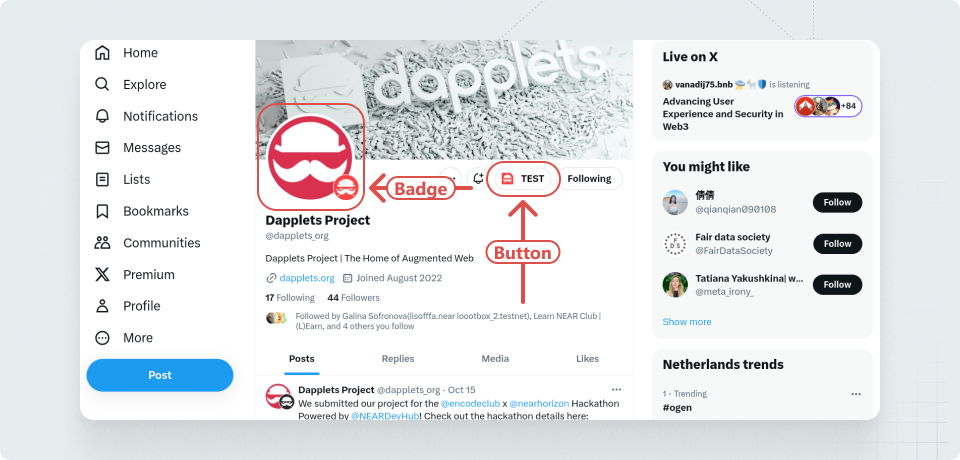 Home
Explore
Notifications
Messages
Lists
Bookmarks
Communities
Premium
Profile
More
Post
dapplets
TEST
Following
Badge
Button
Dapplets Project
@dapplets_org
Dapplets Project | The Home of Augmented Web
dapplets.org Joined August 2022
17 Following 44 Followers
Followed by Galina Sofronova(lisofffa.near loootbox_2.testnet), Learn NEAR Club |
(L)Earn, and 4 others you follow
Posts Replies Media Likes
Dapplets Project @dapplets_org · Oct 15
We submitted our project for the @encodeclub x @nearhorizon Hackathon
Powered by @NEARDevHub! Check out the hackathon details here:
Live on X
vanadij75.bnb is listening
Advancing User
Experience and Security in
Web3
+84
You might like
倩倩
@qianqian090108
Follow
Fair data society
@FairDataSociety
Follow
Tatiana Yakushkina| w...
@meta_irony_
Follow
Show more
Netherlands trends
1 · Trending
#ogen